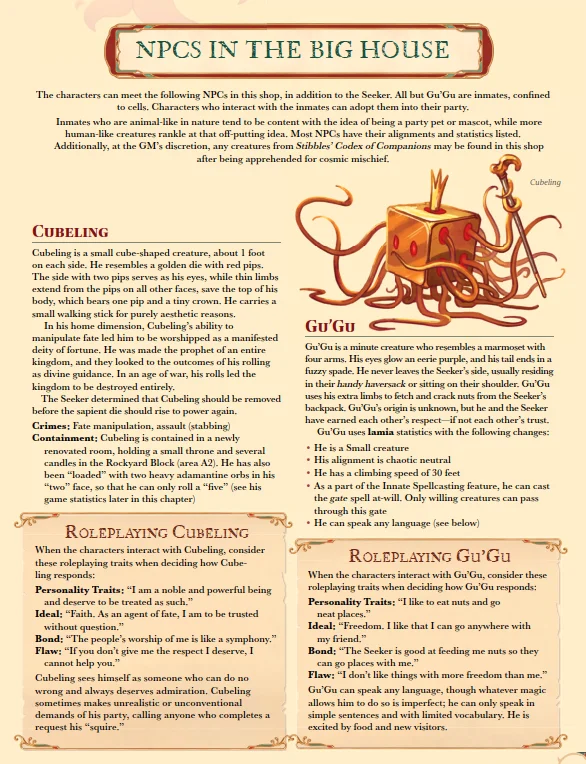 NPCS IN THE BIG HOUSE
The characters can meet the following NPCs in this shop, in addition to the Seeker. All but Gu'Gu are inmates, confined
to cells. Characters who interact with the inmates can adopt them into their party.
Inmates who are animal-like in nature tend to be content with the idea of being a party pet or mascot, while more
human-like creatures rankle at that off-putting idea. Most NPCs have their alignments and statistics listed.
Additionally, at the GM's discretion, any creatures from Stibbles' Codex of Companions may be found in this shop
after being apprehended for cosmic mischief.
Cubeling
CUBELING
Cubeling is a small cube-shaped creature, about 1 foot
on each side. He resembles a golden die with red pips.
The side with two pips serves as his eyes, while thin limbs
extend from the pips on all other faces, save the top of his
body, which bears one pip and a tiny crown. He carries a
small walking stick for purely aesthetic reasons.
In his home dimension, Cubeling's ability to
manipulate fate led him to be worshipped as a manifested
deity of fortune. He was made the prophet of an entire
kingdom, and they looked to the outcomes of his rolling
as divine guidance. In an age of war, his rolls led the
kingdom to be destroyed entirely.
The Seeker determined that Cubeling should be removed
before the sapient die should rise to power again.
Crimes: Fate manipulation, assault (stabbing)
Containment: Cubeling is contained in a newly
renovated room, holding a small throne and several
candles in the Rockyard Block (area A2). He has also
been "loaded" with two heavy adamantine orbs in his
"two" face, so that he can only roll a "five" (see his
game statistics later in this chapter)
ROLEPLAYING CUBELING
When the characters interact with Cubeling, consider
these roleplaying traits when deciding how Cube-
ling responds:
Personality Traits: "I am a noble and powerful being
and deserve to be treated as such."
Ideal: "Faith. As an agent of fate, I am to be trusted
without question."
Bond: "The people's worship of me is like a symphony."
Flaw: "If you don't give me the respect I deserve, I
cannot help you."
Cubeling sees himself as someone who can do no
wrong and always deserves admiration. Cubeling
sometimes makes unrealistic or unconventional
demands of his party, calling anyone who completes a
request his "squire."
GU'GU
Gu'Gu is a minute creature who resembles a marmoset with
four arms. His eyes glow an eerie purple, and his tail ends in a
fuzzy spade. He never leaves the Seeker's side, usually residing
in their handy haversack or sitting on their shoulder. Gu'Gu
uses his extra limbs to fetch and crack nuts from the Seeker's
backpack. Gu'Gu's origin is unknown, but he and the Seeker
have earned each other's respect—if not each other's trust.
Gu'Gu uses lamia statistics with the following changes:
• He is a Small creature
• His alignment is chaotic neutral
• He has a climbing speed of 30 feet
• As a part of the Innate Spellcasting feature, he can cast
the gate spell at-will. Only willing creatures can pass
through this gate
• He can speak any language (see below)
ROLEPLAYING GU'GU
When the characters interact with Gu'Gu, consider these
roleplaying traits when deciding how Gu'Gu responds:
Personality Traits: "I like to eat nuts and go
neat places."
Ideal: "Freedom. I like that I can go anywhere with
my friend."
Bond: "The Seeker is good at feeding me nuts so they
can go places with me."
Flaw: "I don't like things with more freedom than me."
Gu'Gu can speak any language, though whatever magic
allows him to do so is imperfect; he can only speak in
simple sentences and with limited vocabulary. He is
excited by food and new visitors.